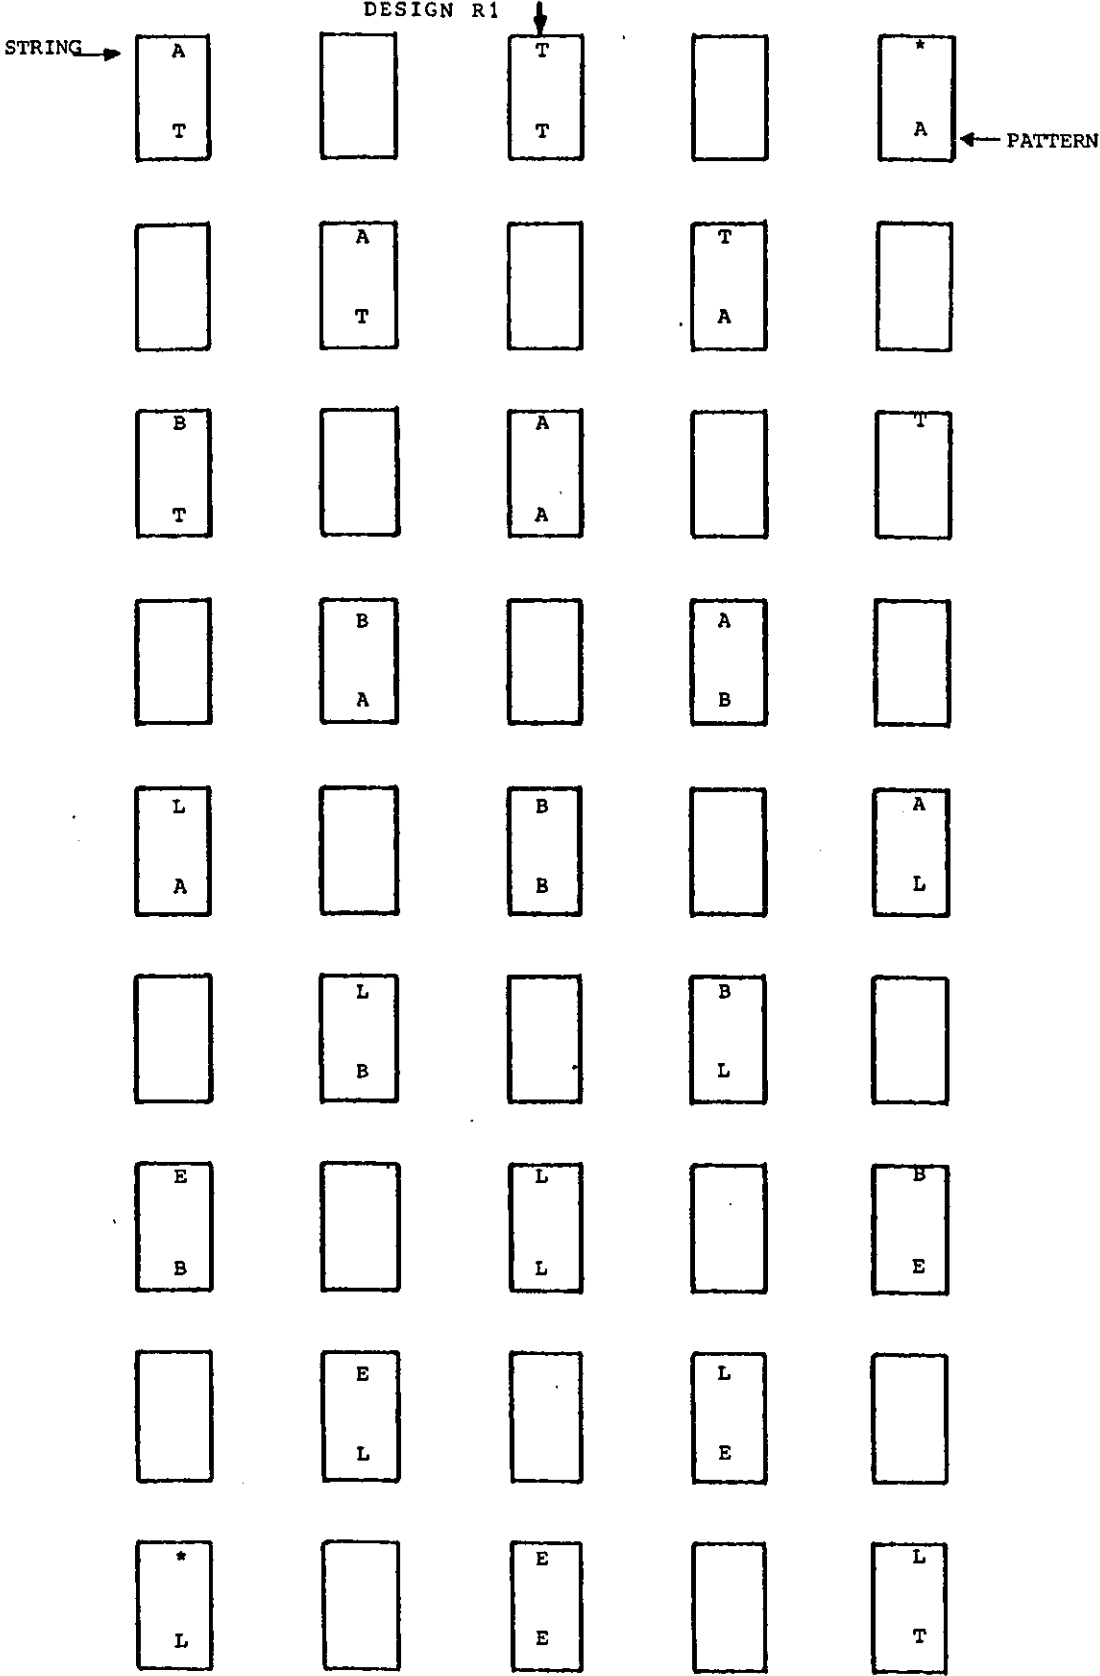 DESIGN R1
STRING A T *
T T A PATTERN
A T
T A
B A T
T A
B A
A B
L B A
A B L
L B
B L
E L B
B L E
E L
L E
* E L
L E T